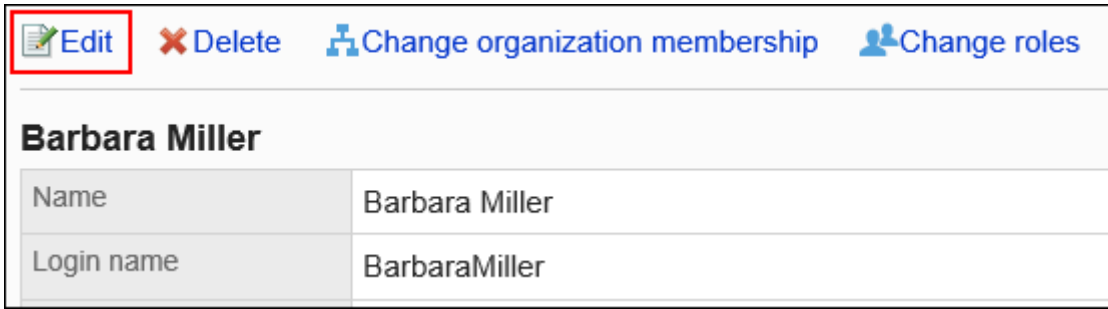 Edit Delete Change organization membership Change roles
Barbara Miller
Name Barbara Miller
Login name BarbaraMiller